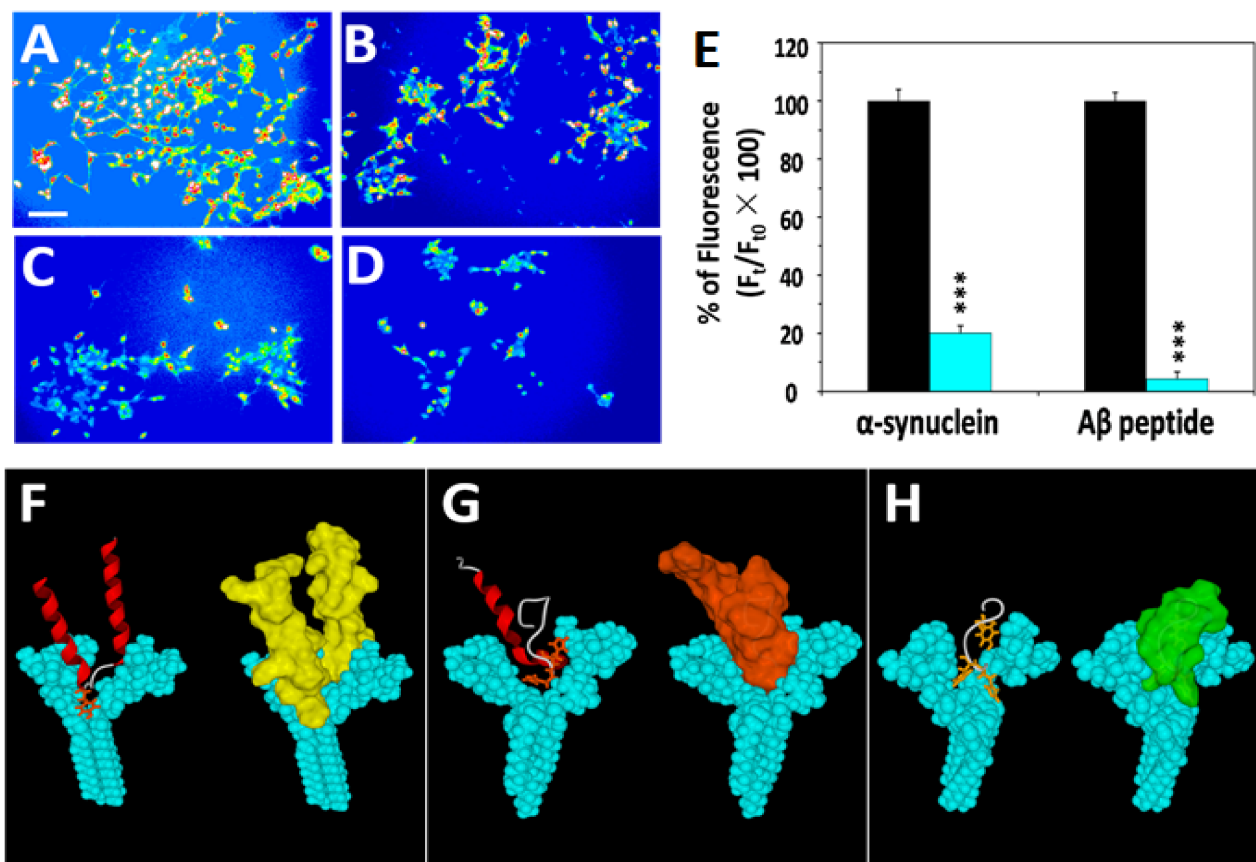 A
B
C
D
E
120
100
80
60
40
20
0
% of Fluorescence
(Ft/Ft0 × 100)
***
***
α-synuclein
Aβ peptide
F
G
H